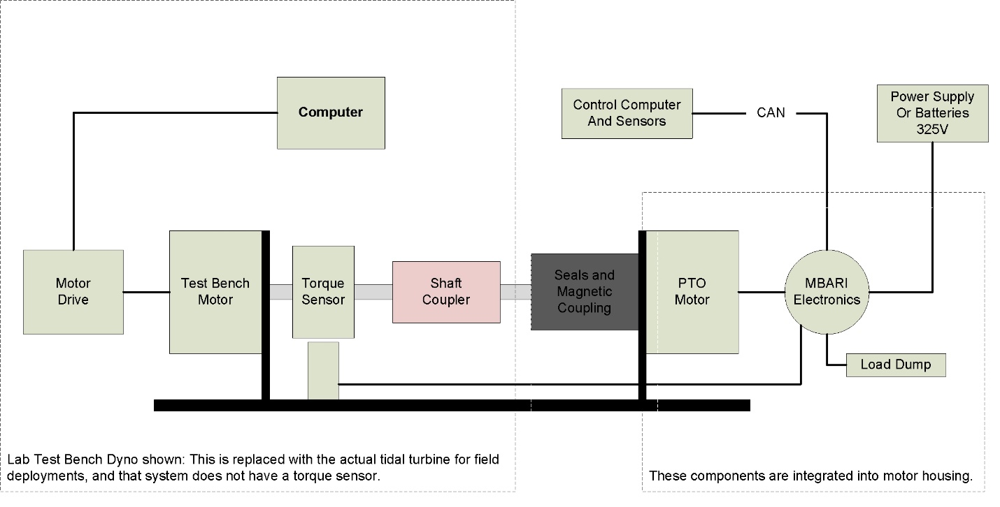 Computer
Control Computer
And Sensors
CAN
Power Supply
Or Batteries
325V
Motor
Drive
Test Bench
Motor
Torque
Sensor
Shaft
Coupler
Seals and
Magnetic
Coupling
PTO
Motor
MBARI
Electronics
Load Dump
Lab Test Bench Dyno shown: This is replaced with the actual tidal turbine for field
deployments, and that system does not have a torque sensor.
These components are integrated into motor housing.